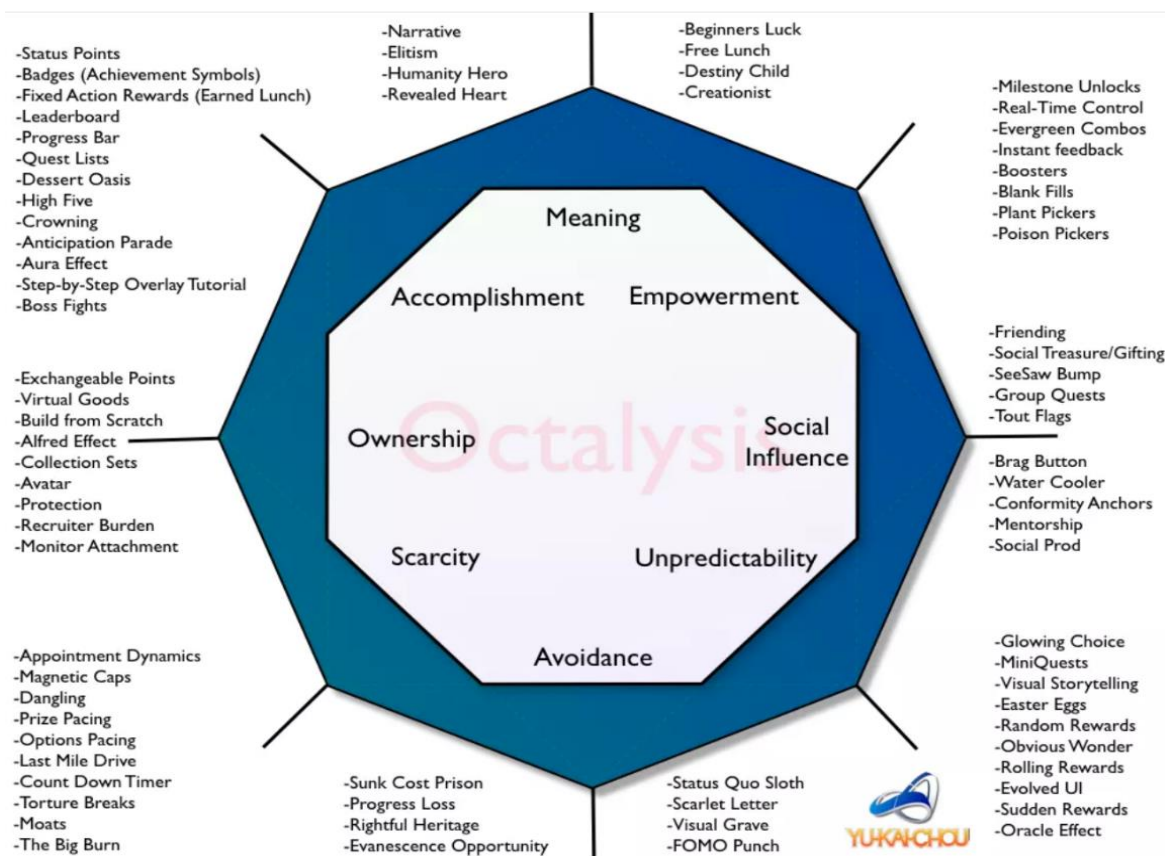 -Narrative
-Elitism
-Humanity Hero
-Revealed Heart
-Beginners Luck
-Free Lunch
-Destiny Child
-Creationist
-Status Points
-Badges (Achievement Symbols)
-Fixed Action Rewards (Earned Lunch)
-Leaderboard
-Progress Bar
-Quest Lists
-Dessert Oasis
-High Five
-Crowning
-Anticipation Parade
-Aura Effect
-Step-by-Step Overlay Tutorial
-Boss Fights
-Milestone Unlocks
-Real-Time Control
-Evergreen Combos
-Instant feedback
-Boosters
-Blank Fills
-Plant Pickers
-Poison Pickers
Meaning
Accomplishment
Empowerment
Octalysis
Ownership
Social
Influence
Scarcity
Unpredictability
Avoidance
-Exchangeable Points
-Virtual Goods
-Build from Scratch
-Alfred Effect
-Collection Sets
-Avatar
-Protection
-Recruiter Burden
-Monitor Attachment
-Friending
-Social Treasure/Gifting
-SeeSaw Bump
-Group Quests
-Tout Flags
-Brag Button
-Water Cooler
-Conformity Anchors
-Mentorship
-Social Prod
-Appointment Dynamics
-Magnetic Caps
-Dangling
-Prize Pacing
-Options Pacing
-Last Mile Drive
-Count Down Timer
-Torture Breaks
-Moats
-The Big Burn
-Sunk Cost Prison
-Progress Loss
-Rightful Heritage
-Evanescence Opportunity
-Status Quo Sloth
-Scarlet Letter
-Visual Grave
-FOMO Punch
YU-KAI-CHOU
-Glowing Choice
-MiniQuests
-Visual Storytelling
-Easter Eggs
-Random Rewards
-Obvious Wonder
-Rolling Rewards
-Evolved UI
-Sudden Rewards
-Oracle Effect